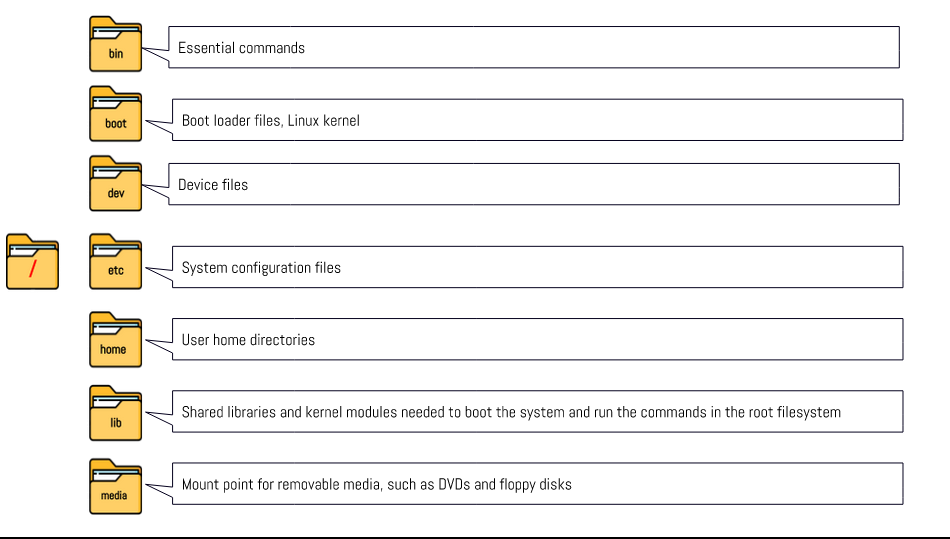 bin
Essential commands
boot
Boot loader files, Linux kernel
dev
Device files
/
etc
System configuration files
home
User home directories
lib
Shared libraries and kernel modules needed to boot the system and run the commands in the root filesystem
media
Mount point for removable media, such as DVDs and floppy disks